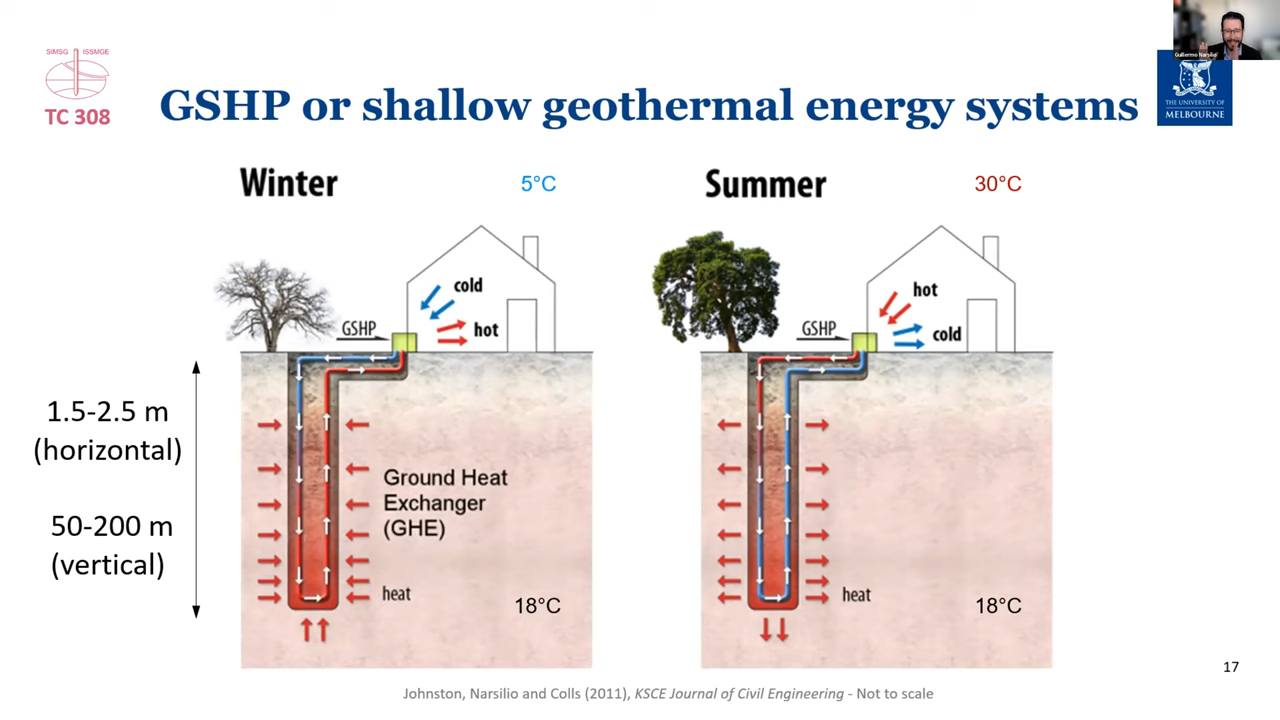 SIMSG ISSMGE
TC 308
GSHP or shallow geothermal energy systems
Guillermo Narsilio
THE UNIVERSITY OF
MELBOURNE
Winter
5°C
Summer
30°C
cold
hot
GSHP
hot
cold
GSHP
1.5-2.5 m
(horizontal)
50-200 m
(vertical)
Ground Heat
Exchanger
(GHE)
heat
18°C
heat
18°C
17
Johnston, Narsilio and Colls (2011), KSCE Journal of Civil Engineering - Not to scale